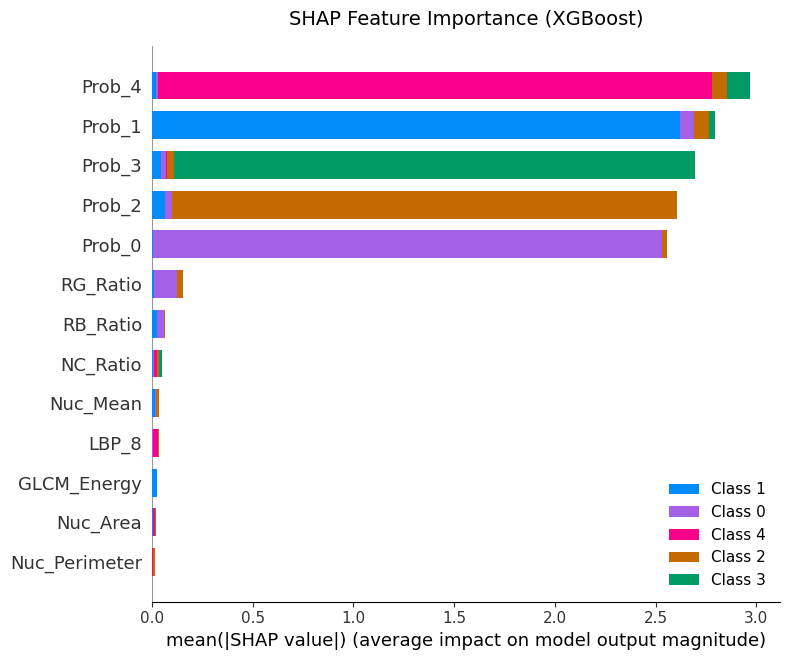 SHAP Feature Importance (XGBoost)
Prob_4
Prob_1
Prob_3
Prob_2
Prob_0
RG_Ratio
RB_Ratio
NC_Ratio
Nuc_Mean
LBP_8
GLCM_Energy
Nuc_Area
Nuc_Perimeter
Class 1
Class 0
Class 4
Class 2
Class 3
0.0 0.5 1.0 1.5 2.0 2.5 3.0
mean(|SHAP value|) (average impact on model output magnitude)